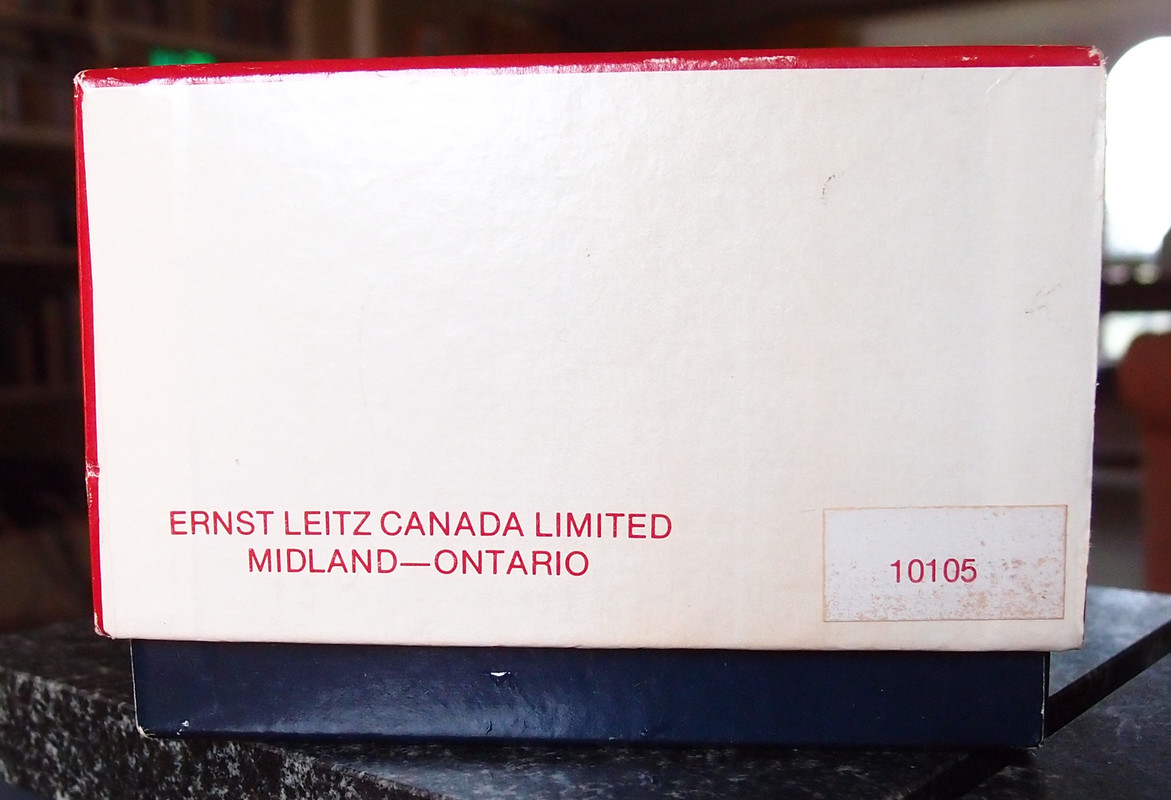 ERNST LEITZ CANADA LIMITED
MIDLAND—ONTARIO
10105